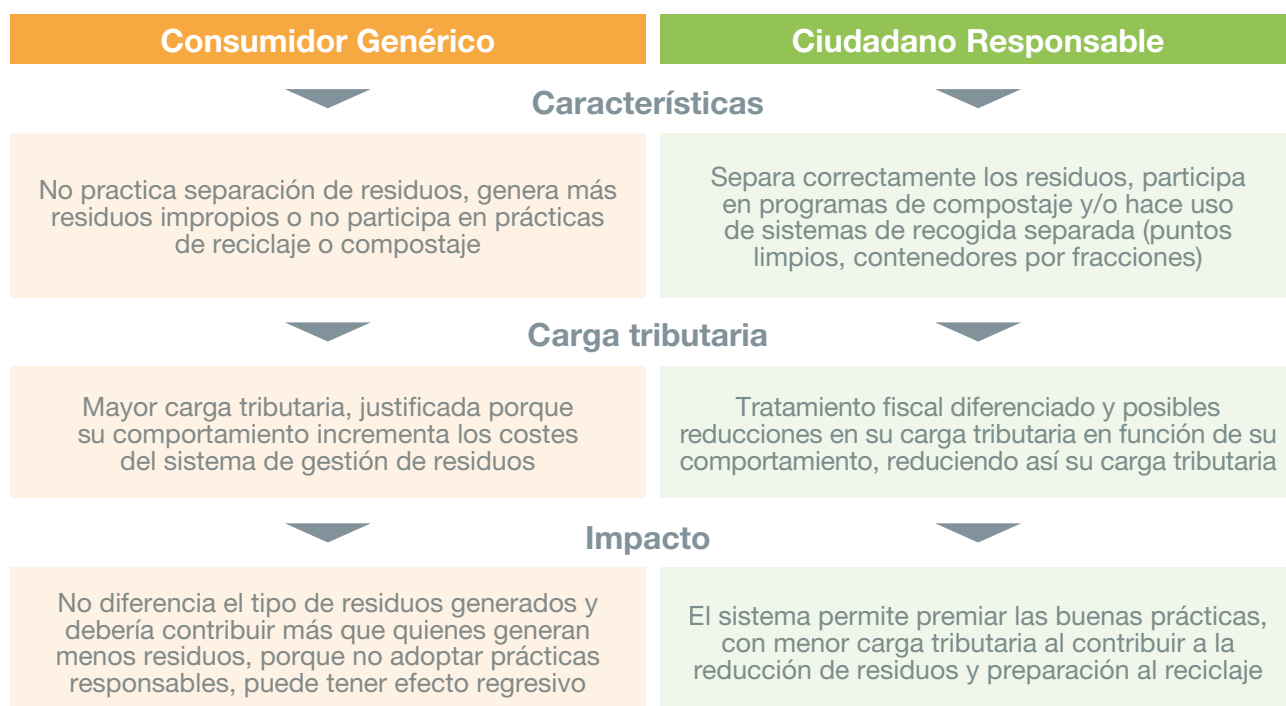 Consumidor Genérico
Ciudadano Responsable
Características
No practica separación de residuos, genera más
residuos impropios o no participa en prácticas
de reciclaje o compostaje
Separa correctamente los residuos, participa
en programas de compostaje y/o hace uso
de sistemas de recogida separada (puntos
limpios, contenedores por fracciones)
Carga tributaria
Mayor carga tributaria, justificada porque
su comportamiento incrementa los costes
del sistema de gestión de residuos
Tratamiento fiscal diferenciado y posibles
reducciones en su carga tributaria en función de su
comportamiento, reduciendo así su carga tributaria
Impacto
No diferencia el tipo de residuos generados y
debería contribuir más que quienes generan
menos residuos, porque no adoptar prácticas
responsables, puede tener efecto regresivo
El sistema permite premiar las buenas prácticas,
con menor carga tributaria al contribuir a la
reducción de residuos y preparación al reciclaje